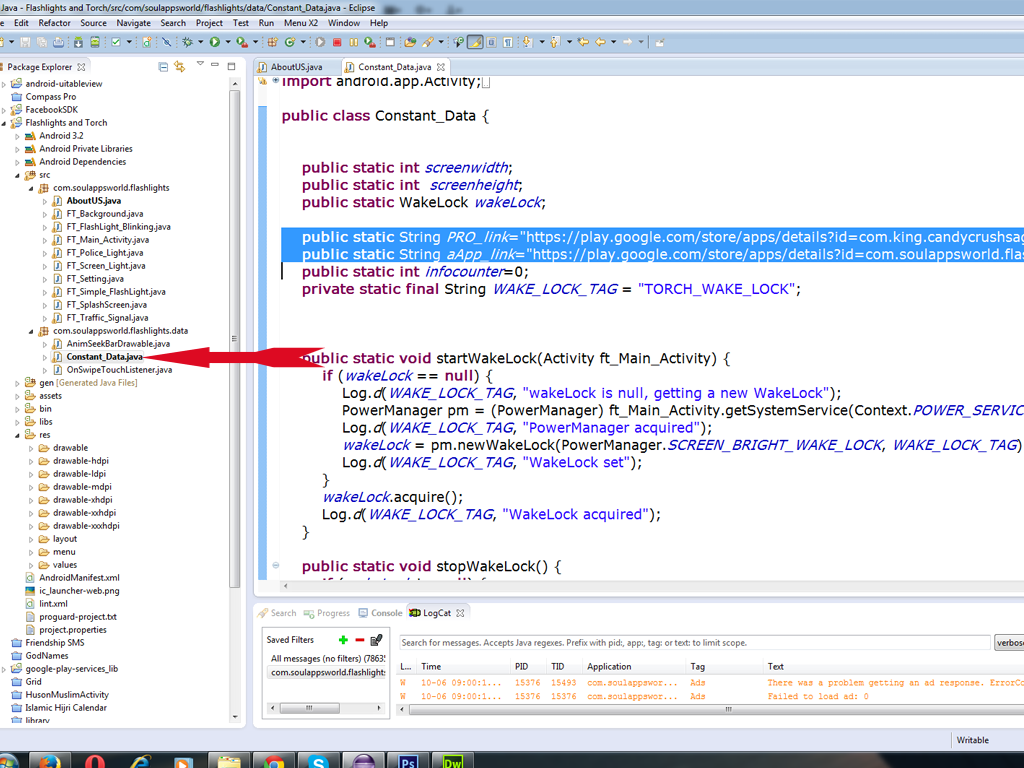 Java - Flashlights and Torch/src/com/soulappsworld/flashlights/data/Constant_Data.java - Eclipse
Edit Refactor Source Navigate Search Project Test Run Menu X2 Window Help
Package Explorer
android-uitableview
Compass Pro
FacebookSDK
Flashlights and Torch
Android 3.2
Android Private Libraries
Android Dependencies
src
com.soulappsworld.flashlights
AboutUS.java
FT_Background.java
FT_FlashLight_Blinking.java
FT_Main_Activity.java
FT_Police_Light.java
FT_Screen_Light.java
FT_Setting.java
FT_Simple_FlashLight.java
FT_SplashScreen.java
FT_Traffic_Signal.java
com.soulappsworld.flashlights.data
AnimSeekBarDrawable.java
Constant_Data.java
OnSwipeTouchListener.java
gen [Generated Java Files]
assets
bin
libs
res
drawable
drawable-hdpi
drawable-ldpi
drawable-mdpi
drawable-xhdpi
drawable-xxhdpi
drawable-xxxhdpi
layout
menu
values
AndroidManifest.xml
ic_launcher-web.png
lint.xml
proguard-project.txt
project.properties
Friendship SMS
GodNames
google-play-services_lib
Grid
HusonMuslimActivity
Islamic Hijri Calendar
library
AboutUS.java Constant_Data.java
import android.app.Activity;
public class Constant_Data {
public static int screenwidth;
public static int screenheight;
public static WakeLock wakeLock;
public static String PRO_link="https://play.google.com/store/apps/details?id=com.king.candycrushsag
public static String aApp_link="https://play.google.com/store/apps/details?id=com.soulappsworld.flas
public static int infocounter=0;
private static final String WAKE_LOCK_TAG = "TORCH_WAKE_LOCK";
public static void startWakeLock(Activity ft_Main_Activity) {
if (wakeLock == null) {
Log.d(WAKE_LOCK_TAG, "wakeLock is null, getting a new WakeLock");
PowerManager pm = (PowerManager) ft_Main_Activity.getSystemService(Context.POWER_SERVIC
Log.d(WAKE_LOCK_TAG, "PowerManager acquired");
wakeLock = pm.newWakeLock(PowerManager.SCREEN_BRIGHT_WAKE_LOCK, WAKE_LOCK_TAG)
Log.d(WAKE_LOCK_TAG, "WakeLock set");
}
wakeLock.acquire();
Log.d(WAKE_LOCK_TAG, "WakeLock acquired");
}
public static void stopWakeLock() {
Search Progress Console LogCat
Saved Filters
All messages (no filters) (7863
com.soulappsworld.flashlights
Search for messages. Accepts Java regexes. Prefix with pid:, app:, tag: or text: to limit scope.
verbose
L... Time PID TID Application Tag Text
W 10-06 09:00:1... 15376 15493 com.soulappswor... Ads There was a problem getting an ad response. ErrorCo
W 10-06 09:00:1... 15376 15376 com.soulappswor... Ads Failed to load ad: 0
Writable
Ps
Dw